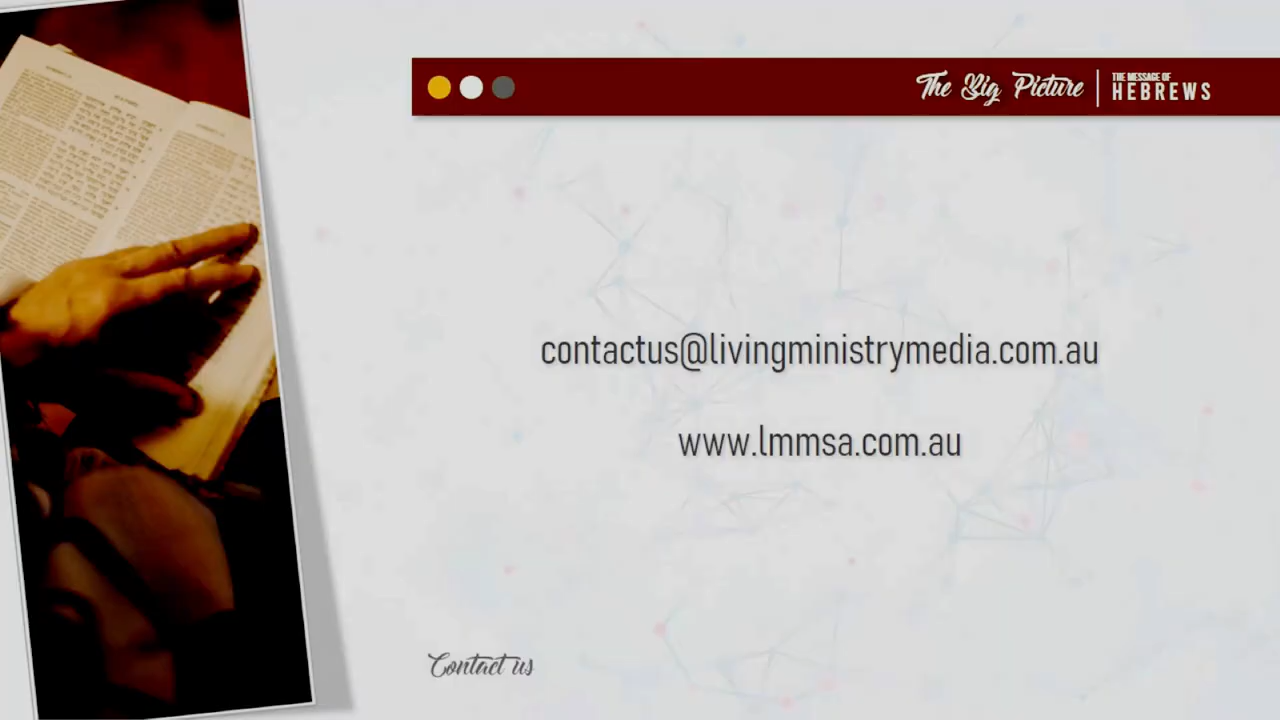 The Big Picture
THE MESSAGE OF
HEBREWS
contactus@livingministrymedia.com.au
www.lmmsa.com.au
Contact us